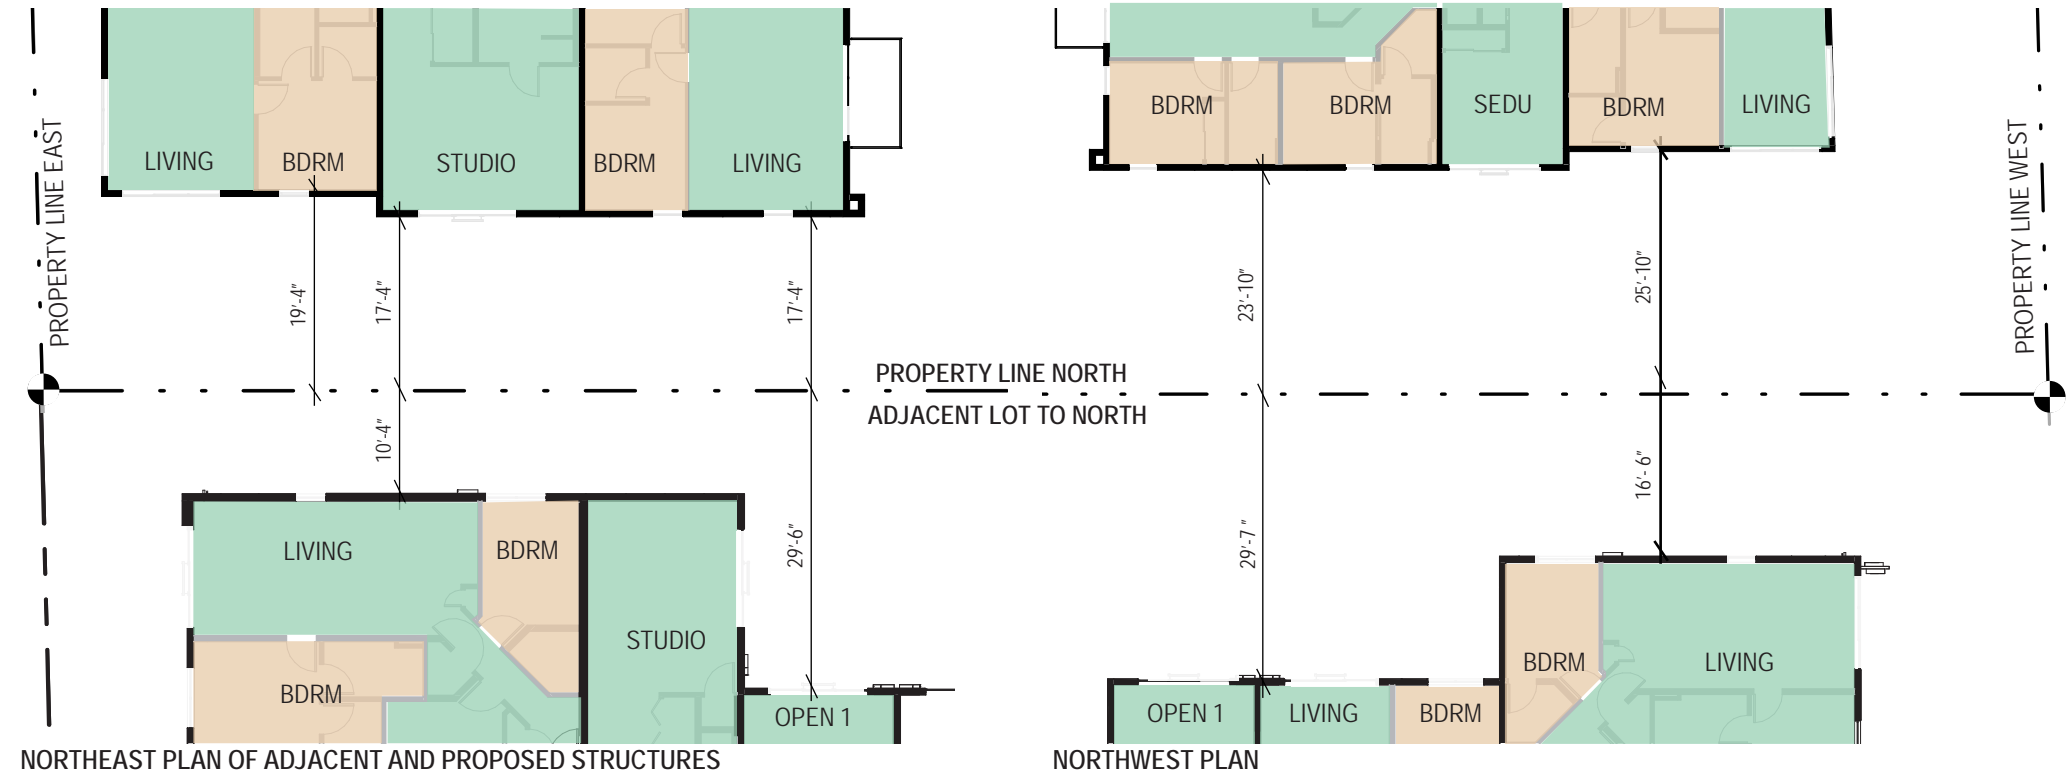 BDRM
BDRM
SEDU
BDRM
LIVING
LIVING
BDRM
STUDIO
BDRM
LIVING
PROPERTY LINE EAST
PROPERTY LINE WEST
19'-4"
17'-4"
17'-4"
23'-10"
25'-10"
PROPERTY LINE NORTH
ADJACENT LOT TO NORTH
10'-4"
16'- 6"
29'-6"
29'-7 "
LIVING
BDRM
STUDIO
BDRM
OPEN 1
BDRM
LIVING
OPEN 1
LIVING
BDRM
NORTHEAST PLAN OF ADJACENT AND PROPOSED STRUCTURES
NORTHWEST PLAN